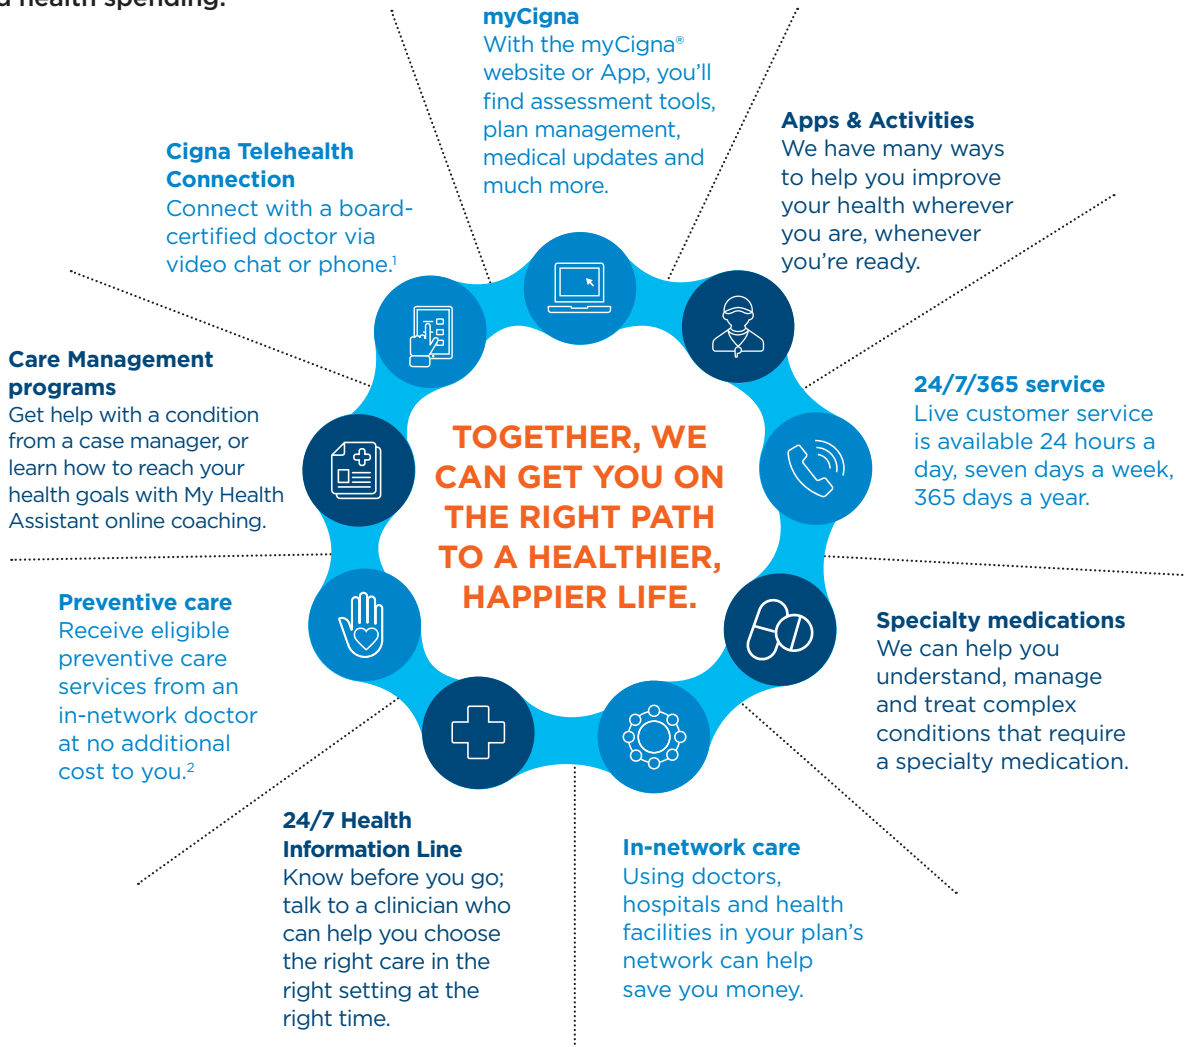 health spending.
myCigna
With the myCigna®
website or App, you'll
find assessment tools,
plan management,
medical updates and
much more.
Apps & Activities
We have many ways
to help you improve
your health wherever
you are, whenever
you're ready.
24/7/365 service
Live customer service
is available 24 hours a
day, seven days a week,
365 days a year.
Specialty medications
We can help you
understand, manage
and treat complex
conditions that require
a specialty medication.
In-network care
Using doctors,
hospitals and health
facilities in your plan's
network can help
save you money.
24/7 Health
Information Line
Know before you go;
talk to a clinician who
can help you choose
the right care in the
right setting at the
right time.
Preventive care
Receive eligible
preventive care
services from an
in-network doctor
at no additional
cost to you.²
Care Management
programs
Get help with a condition
from a case manager, or
learn how to reach your
health goals with My Health
Assistant online coaching.
Cigna Telehealth
Connection
Connect with a board-
certified doctor via
video chat or phone.¹
TOGETHER, WE
CAN GET YOU ON
THE RIGHT PATH
TO A HEALTHIER,
HAPPIER LIFE.